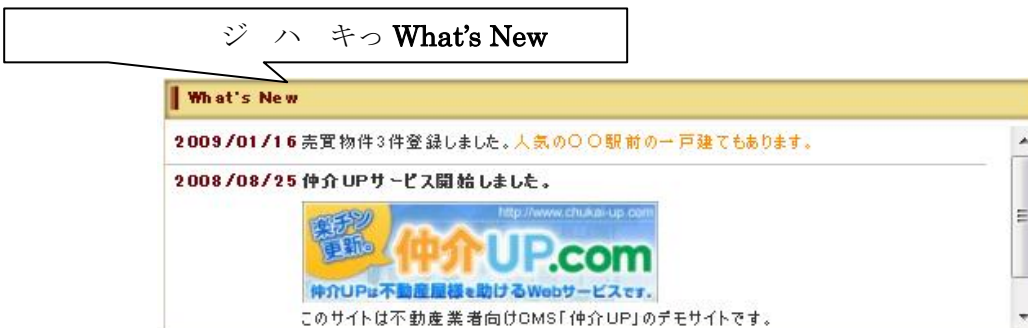 ジ ハ キっ What's New
What's New
2009/01/16 売買物件3件登録しました。人気の○○駅前の一戸建てもあります。
2008/08/25 仲介UPサービス開始しました。
http://www.chukai-up.com
楽チン
更新。
仲介UP.com
仲介UPは不動産屋様を助けるWebサービスです。
このサイトは不動産業者向けCMS「仲介UP」のデモサイトです。